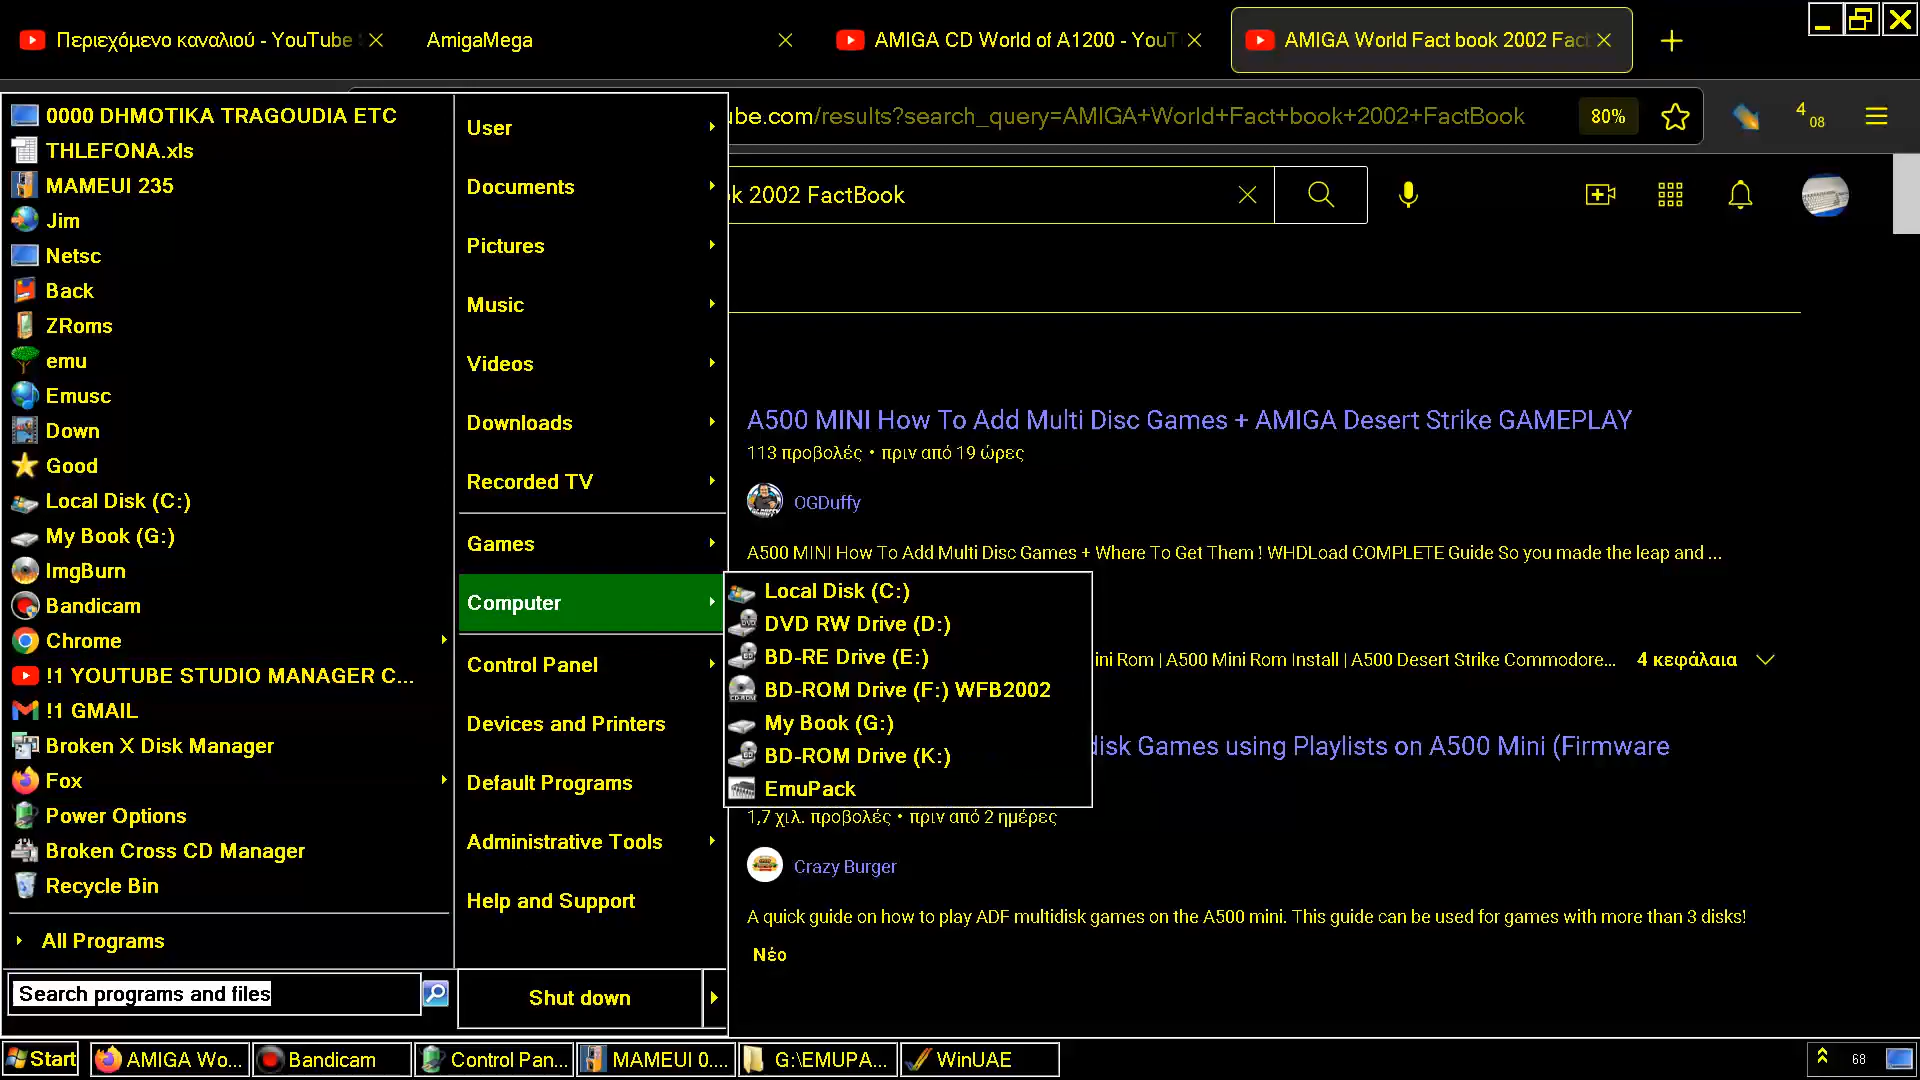 Περιεχόμενο καναλιού - YouTube
AmigaMega
AMIGA CD World of A1200 - YouT
AMIGA World Fact book 2002 Fact
be.com/results?search_query=AMIGA+World+Fact+book+2002+FactBook
80%
4
08
2002 FactBook
0000 DHMOTIKA TRAGOUDIA ETC
THLEFONA.xls
MAMEUI 235
Jim
Netsc
Back
ZRoms
emu
Emusc
Down
Good
Local Disk (C:)
My Book (G:)
ImgBurn
Bandicam
Chrome
!1 YOUTUBE STUDIO MANAGER C...
!1 GMAIL
Broken X Disk Manager
Fox
Power Options
Broken Cross CD Manager
Recycle Bin
All Programs
Search programs and files
User
Documents
Pictures
Music
Videos
Downloads
Recorded TV
Games
Computer
Control Panel
Devices and Printers
Default Programs
Administrative Tools
Help and Support
Shut down
Local Disk (C:)
DVD RW Drive (D:)
BD-RE Drive (E:)
BD-ROM Drive (F:) WFB2002
My Book (G:)
BD-ROM Drive (K:)
EmuPack
A500 MINI How To Add Multi Disc Games + AMIGA Desert Strike GAMEPLAY
113 προβολές • πριν από 19 ώρες
OGDuffy
A500 MINI How To Add Multi Disc Games + Where To Get Them ! WHDLoad COMPLETE Guide So you made the leap and ...
ini Rom | A500 Mini Rom Install | A500 Desert Strike Commodore...
4 κεφάλαια
disk Games using Playlists on A500 Mini (Firmware
1,7 χιλ. προβολές • πριν από 2 ημέρες
Crazy Burger
A quick guide on how to play ADF multidisk games on the A500 mini. This guide can be used for games with more than 3 disks!
Νέο
Start
AMIGA Wo...
Bandicam
Control Pan...
MAMEUI 0....
G:\EMUPA...
WinUAE
68